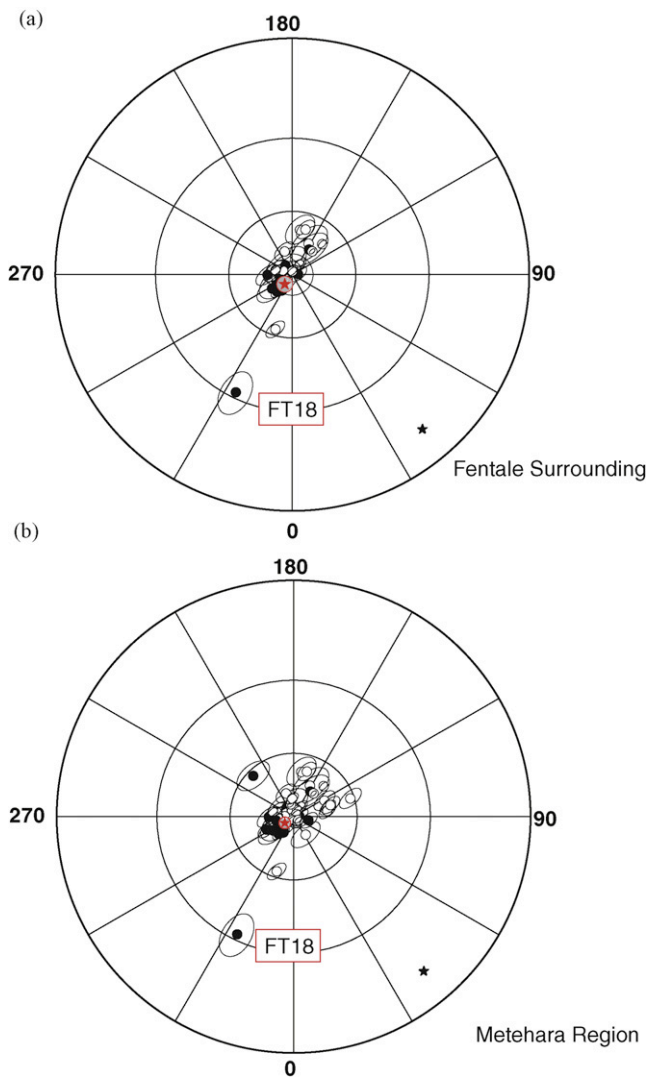 (a)
180
270
90
FT18
Fentale Surrounding
0
(b)
180
270
90
FT18
Metehara Region
0